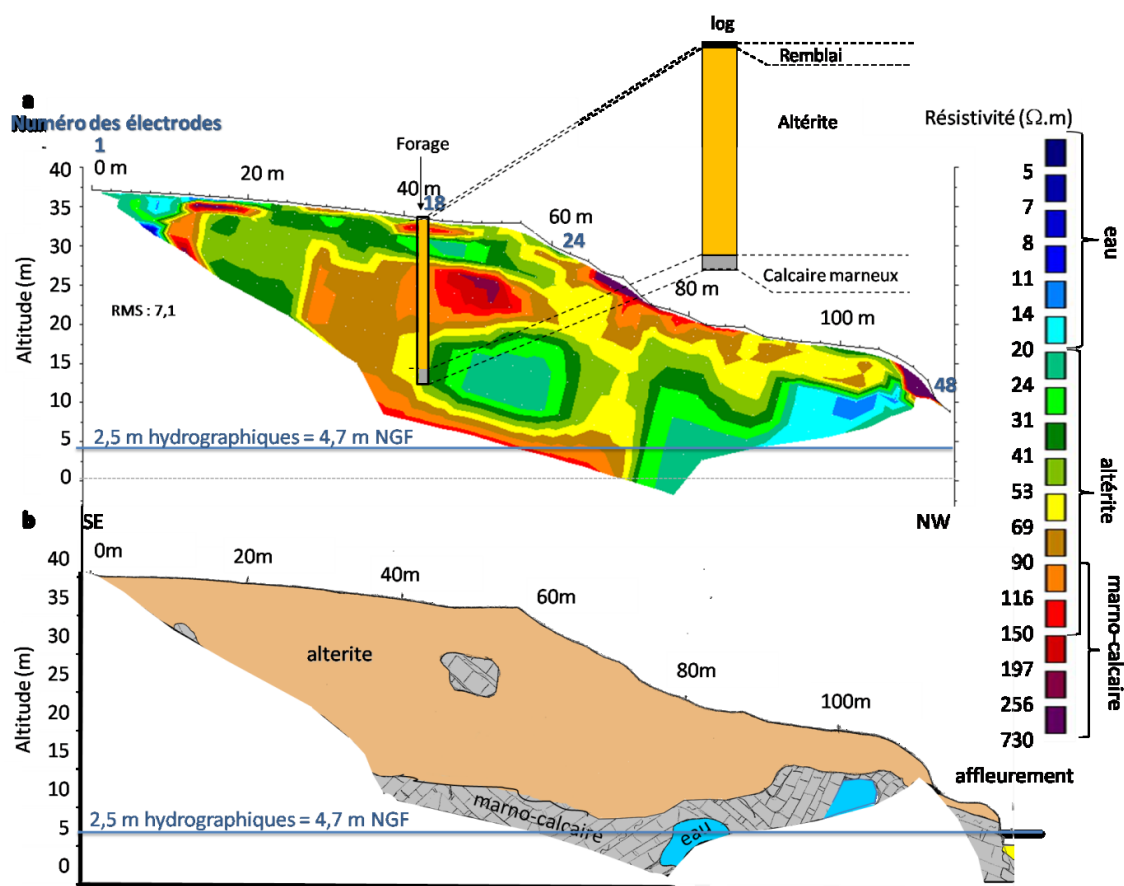 log
Remblai
a
Numéro des électrodes
Altérite
Résistivité (Ω.m)
1
Forage
40
0 m
20 m
40 m
18
60 m
24
35
30
25
20
15
10
5
0
Altitude (m)
RMS : 7,1
Calcaire marneux
80 m
100 m
48
2,5 m hydrographiques = 4,7 m NGF
5
7
8
11
14
20
24
31
41
53
69
90
116
150
197
256
730
eau
altérite
marno-calcaire
b
SE
NW
0m
20m
40m
60m
80m
100m
40
35
30
25
20
15
10
5
0
Altitude (m)
alterite
marno-calcaire
eau
affleurement
2,5 m hydrographiques = 4,7 m NGF